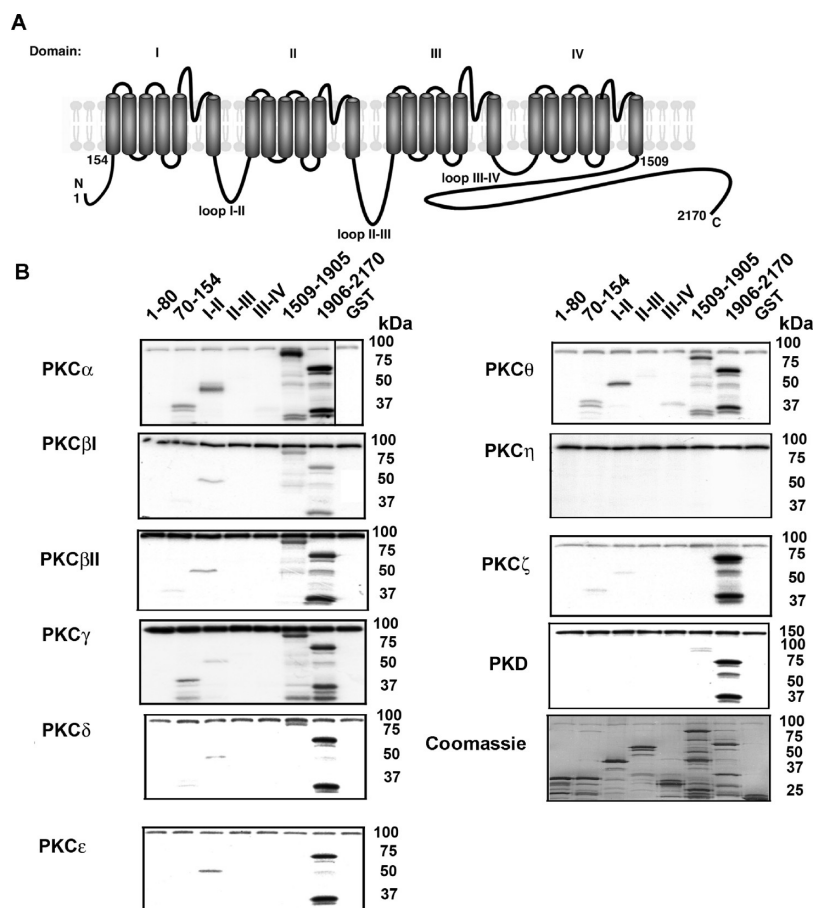 A
Domain: I II III IV
154
N
1
loop I-II
loop II-III
loop III-IV
1509
2170 C
B
1-80 70-154 I-II II-III III-IV 1509-1905 1906-2170 GST
kDa
PKCα
100
75
50
37
PKCβI
100
75
50
37
PKCβII
100
75
50
37
PKCγ
100
75
50
37
PKCδ
100
75
50
37
PKCε
100
75
50
37
1-80 70-154 I-II II-III III-IV 1509-1905 1906-2170 GST
kDa
PKCθ
100
75
50
37
PKCη
100
75
50
37
PKCζ
100
75
50
37
PKD
150
100
75
50
37
Coomassie
100
75
50
37
25